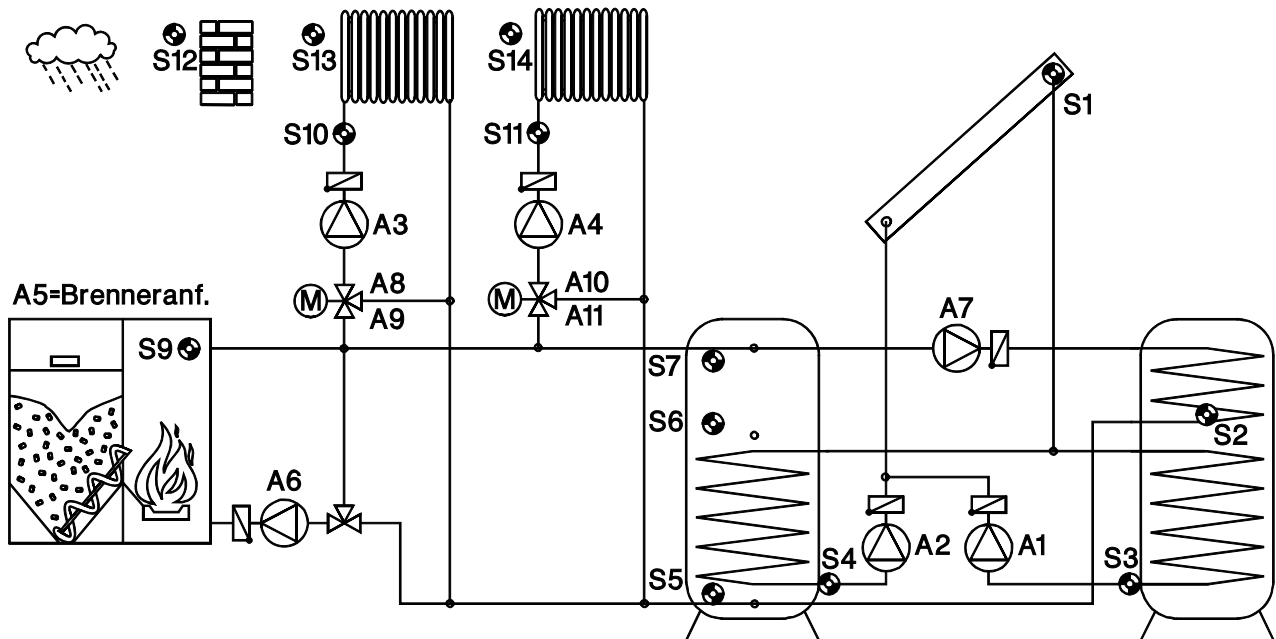 S12
S13
S14
S1
S10
S11
A3
A4
A5=Brenneranf.
M
A8
A9
M
A10
A11
A7
S9
S7
S6
S2
A6
A2
A1
S4
S3
S5